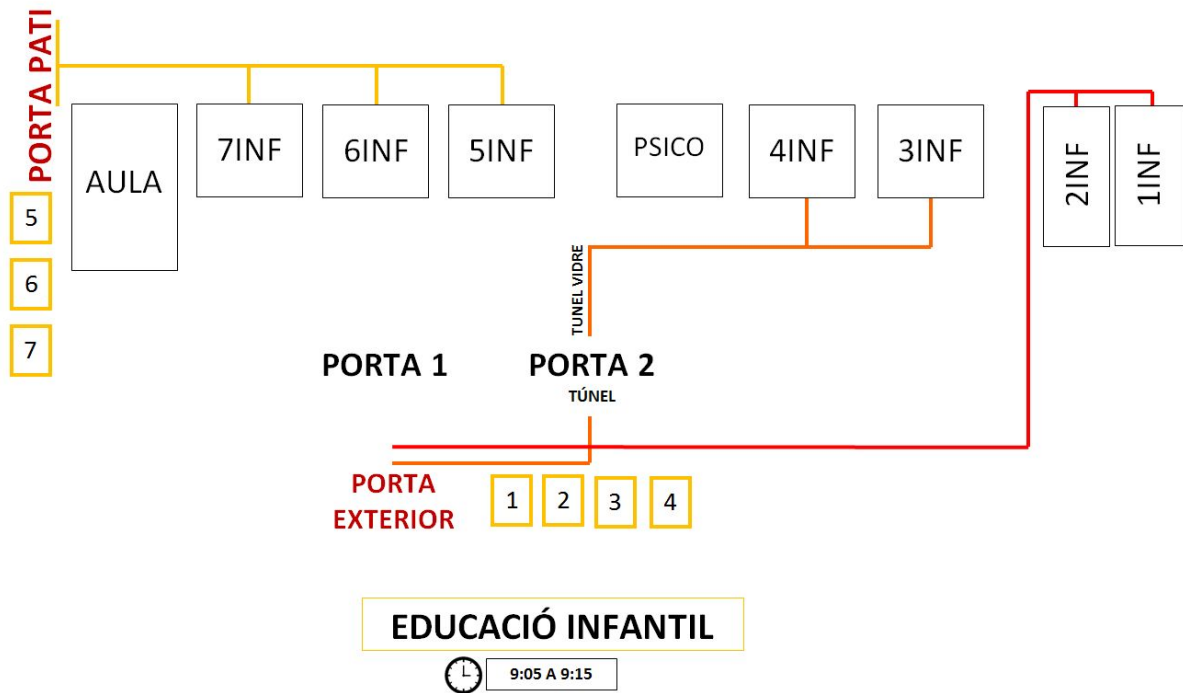 PORTA PATI
AULA
7INF
6INF
5INF
PSICO
4INF
3INF
2INF
1INF
5
6
7
TUNEL VIDRE
PORTA 1
PORTA 2
TÚNEL
PORTA
EXTERIOR
1
2
3
4
EDUCACIÓ INFANTIL
9:05 A 9:15